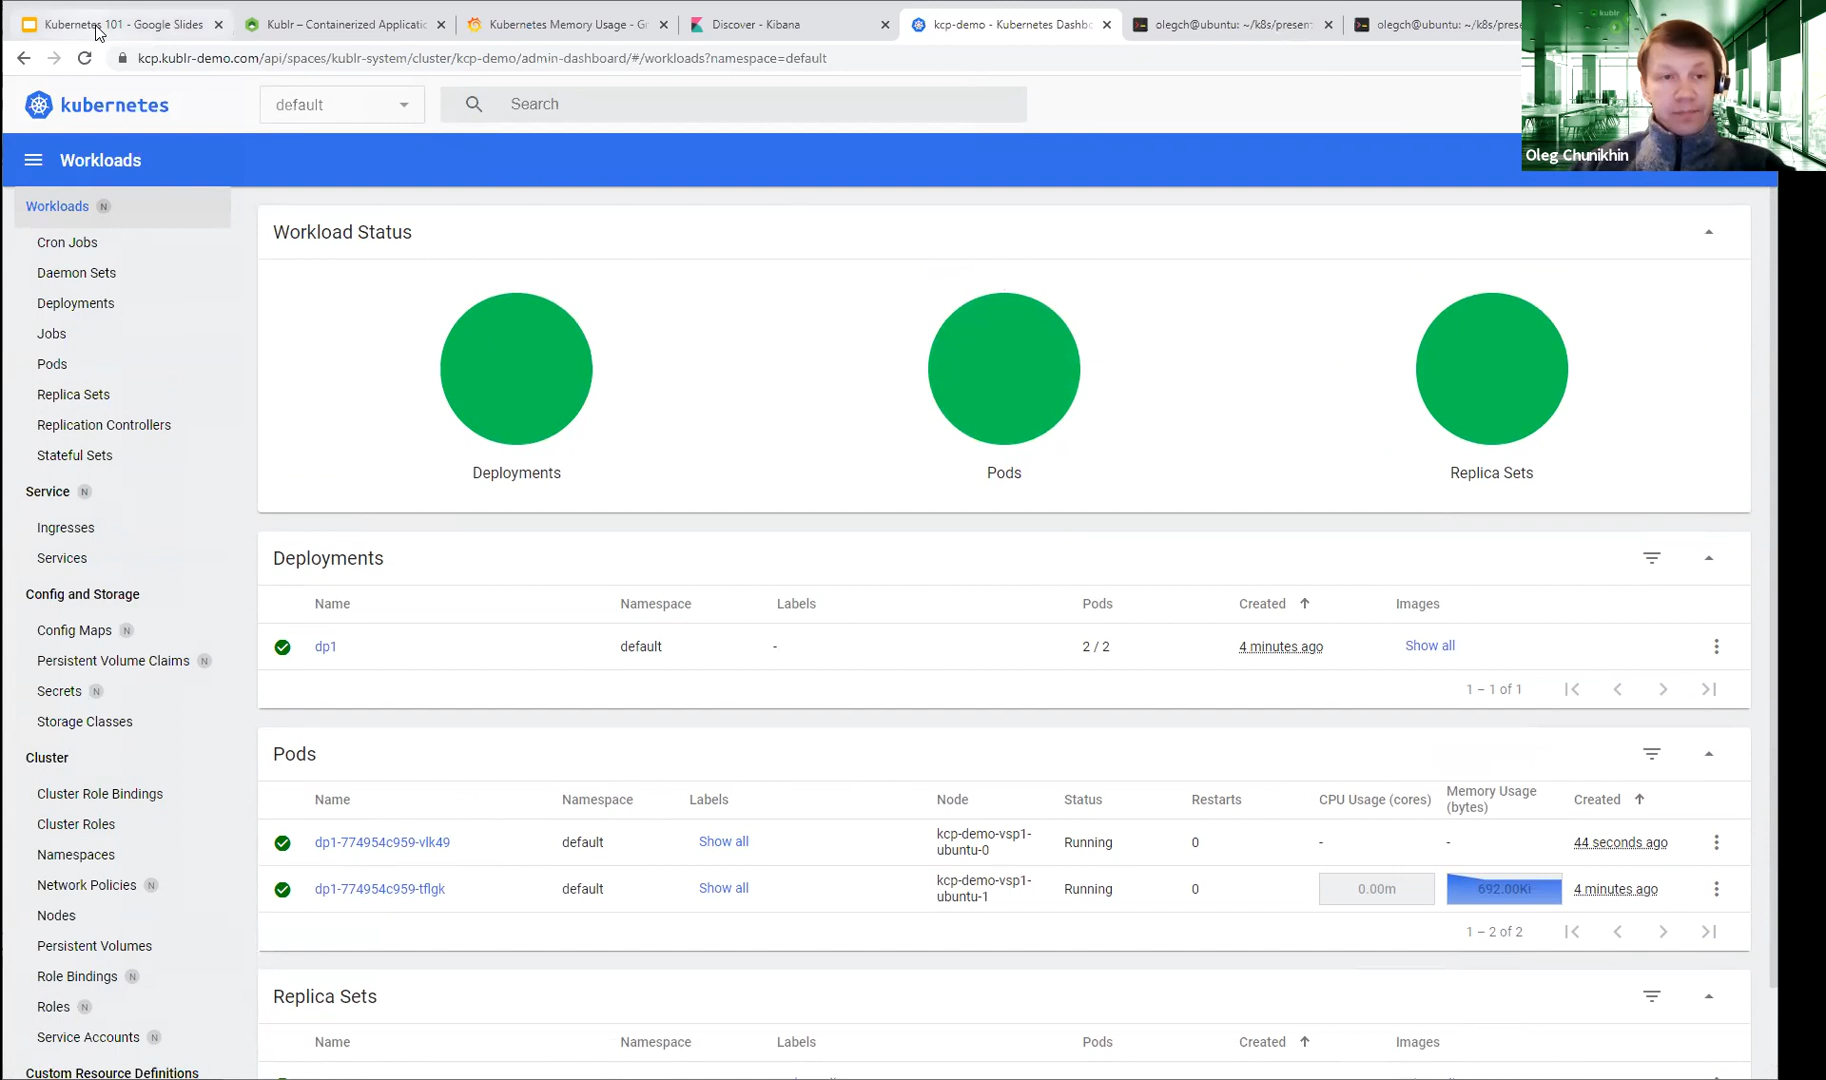 Kubernetes 101 - Google Slides
Kublr – Containerized Applicatio
Kubernetes Memory Usage - Gr
Discover - Kibana
kcp-demo - Kubernetes Dashbo
olegch@ubuntu: ~/k8s/presen
olegch@ubuntu: ~/k8s/presen
kcp.kublr-demo.com/api/spaces/kublr-system/cluster/kcp-demo/admin-dashboard/#/workloads?namespace=default
kublr
Oleg Chunikhin
kubernetes
default
Search
Workloads
Workloads N
Cron Jobs
Daemon Sets
Deployments
Jobs
Pods
Replica Sets
Replication Controllers
Stateful Sets
Service N
Ingresses
Services
Config and Storage
Config Maps N
Persistent Volume Claims N
Secrets N
Storage Classes
Cluster
Cluster Role Bindings
Cluster Roles
Namespaces
Network Policies N
Nodes
Persistent Volumes
Role Bindings N
Roles N
Service Accounts N
Custom Resource Definitions
Workload Status
Deployments Pods Replica Sets
Deployments
Name Namespace Labels Pods Created Images
dp1 default - 2 / 2 4 minutes ago Show all
1 – 1 of 1
Pods
Name Namespace Labels Node Status Restarts CPU Usage (cores) Memory Usage (bytes) Created
dp1-774954c959-vlk49 default Show all kcp-demo-vsp1-ubuntu-0 Running 0 - - 44 seconds ago
dp1-774954c959-tflgk default Show all kcp-demo-vsp1-ubuntu-1 Running 0 0.00m 692.00Ki 4 minutes ago
1 – 2 of 2
Replica Sets
Name Namespace Labels Pods Created Images